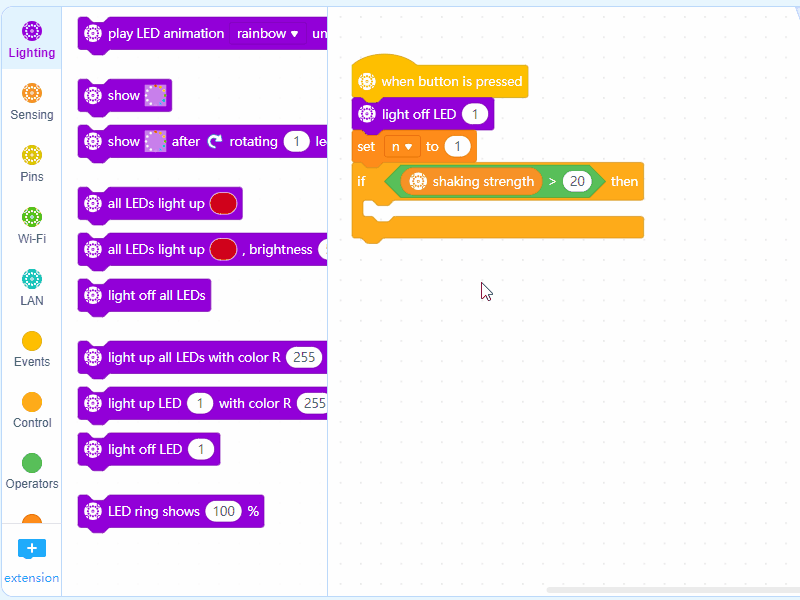 Lighting
Sensing
Pins
Wi-Fi
LAN
Events
Control
Operators
extension
play LED animation rainbow
show
show after rotating 1
all LEDs light up
all LEDs light up , brightness
light off all LEDs
light up all LEDs with color R 255
light up LED 1 with color R 255
light off LED 1
LED ring shows 100 %
when button is pressed
light off LED 1
set n to 1
if shaking strength > 20 then